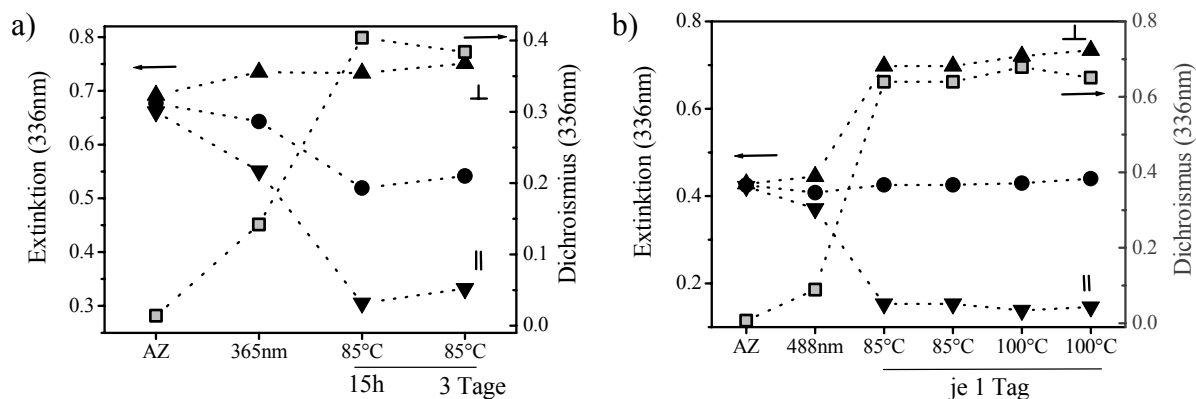 a)
Extinktion (336nm)
0.8
0.7
0.6
0.5
0.4
0.3
0.4
0.3
0.2
0.1
0.0
Dichroismius (336nm)
⊥
||
AZ 365nm 85°C 85°C
15h 3 Tage
b)
Extinktion (336nm)
0.8
0.6
0.4
0.2
0.8
0.6
0.4
0.2
0.0
Dichroismus (336nm)
⊥
||
AZ 488nm 85°C 85°C 100°C 100°C
je 1 Tag